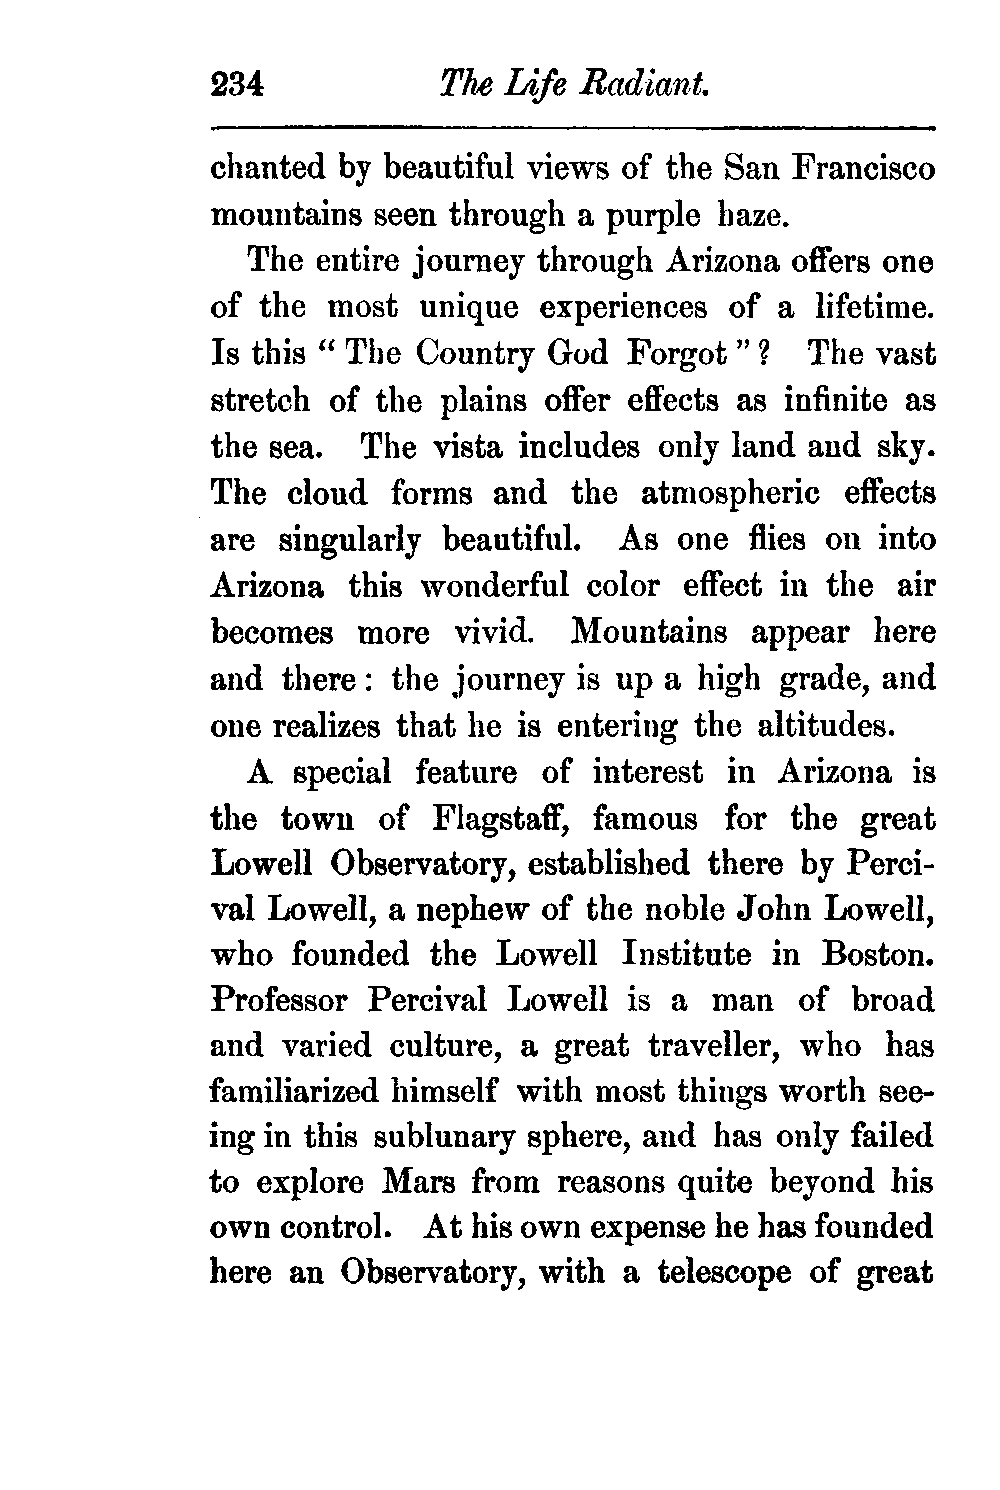 234 The Life Radiant.
chanted by beautiful views of the San Francisco
mountains seen through a purple haze.
The entire journey through Arizona offers one
of the most unique experiences of a lifetime.
Is this “ The Country God Forgot ” ? The vast
stretch of the plains offer effects as infinite as
the sea. The vista includes only land and sky.
The cloud forms and the atmospheric effects
are singularly beautiful. As one flies on into
Arizona this wonderful color effect in the air
becomes more vivid. Mountains appear here
and there : the journey is up a high grade, and
one realizes that he is entering the altitudes.
A special feature of interest in Arizona is
the town of Flagstaff, famous for the great
Lowell Observatory, established there by Perci-
val Lowell, a nephew of the noble John Lowell,
who founded the Lowell Institute in Boston.
Professor Percival Lowell is a man of broad
and varied culture, a great traveller, who has
familiarized himself with most things worth see-
ing in this sublunary sphere, and has only failed
to explore Mars from reasons quite beyond his
own control. At his own expense he has founded
here an Observatory, with a telescope of great